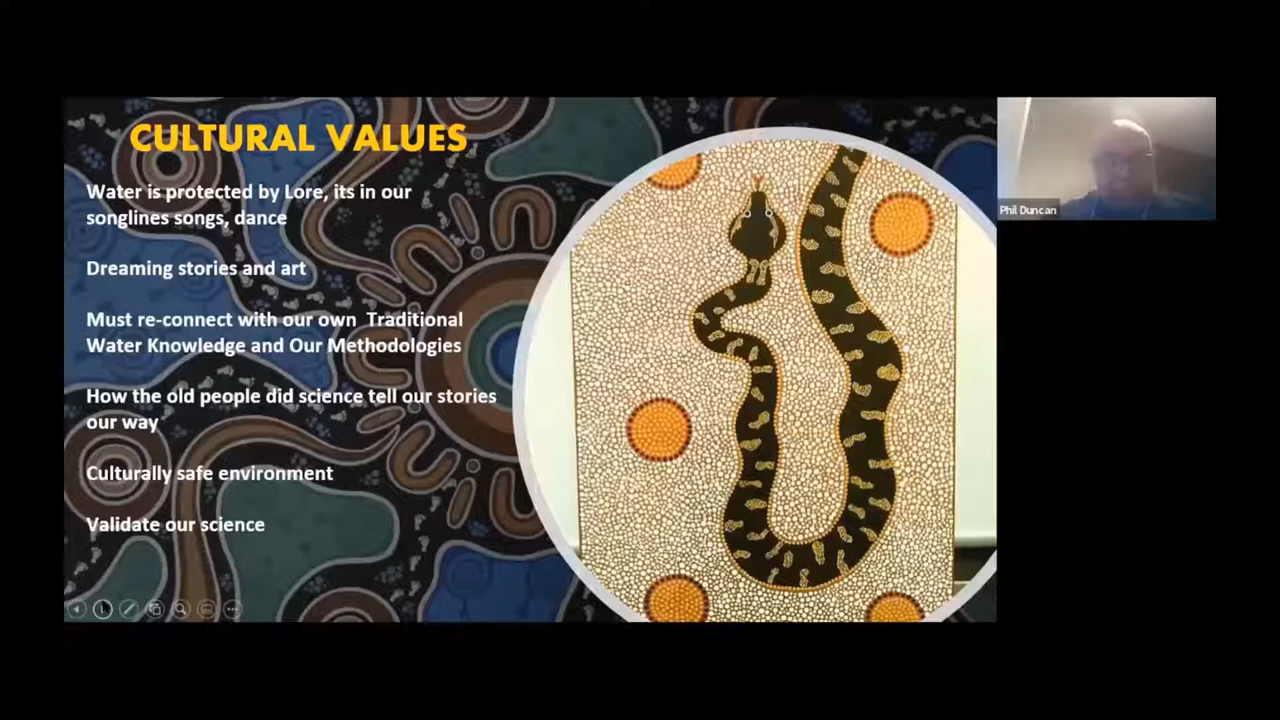 CULTURAL VALUES
Water is protected by Lore, its in our
songlines songs, dance
Dreaming stories and art
Must re-connect with our own  Traditional
Water Knowledge and Our Methodologies
How the old people did science tell our stories
our way
Culturally safe environment
Validate our science
Phil Duncan